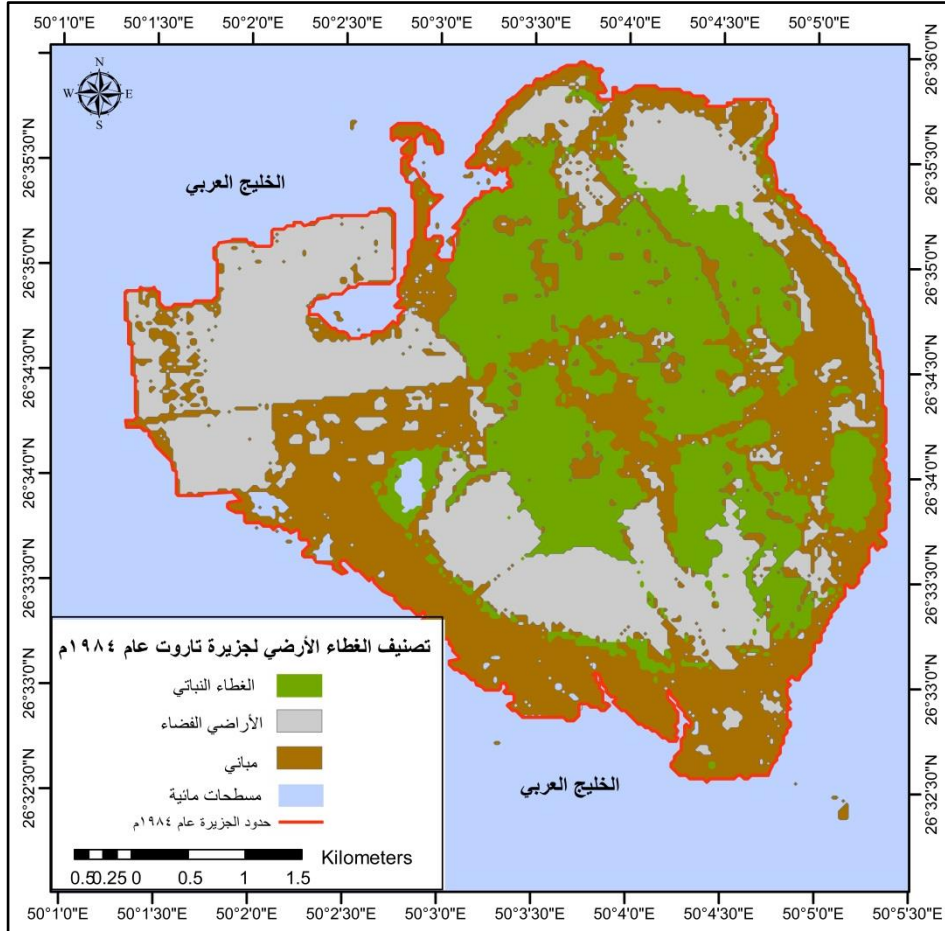 50°1'0"E 50°1'30"E 50°2'0"E 50°2'30"E 50°3'0"E 50°3'30"E 50°4'0"E 50°4'30"E 50°5'0"E
26°36'0"N
26°35'30"N 26°35'30"N
26°35'0"N 26°35'0"N
26°34'30"N 26°34'30"N
26°34'0"N 26°34'0"N
26°33'30"N 26°33'30"N
26°33'0"N 26°33'0"N
26°32'30"N 26°32'30"N
N
W E
S
الخليج العربي
الخليج العربي
تصنيف الغطاء الأرضي لجزيرة تاروت عام ١٩٨٤م
الغطاء النباتي
الأراضي الفضاء
مباني
مسطحات مائية
حدود الجزيرة عام ١٩٨٤م
Kilometers
0.5 0.25 0 0.5 1 1.5
50°1'0"E 50°1'30"E 50°2'0"E 50°2'30"E 50°3'0"E 50°3'30"E 50°4'0"E 50°4'30"E 50°5'0"E 50°5'30"E